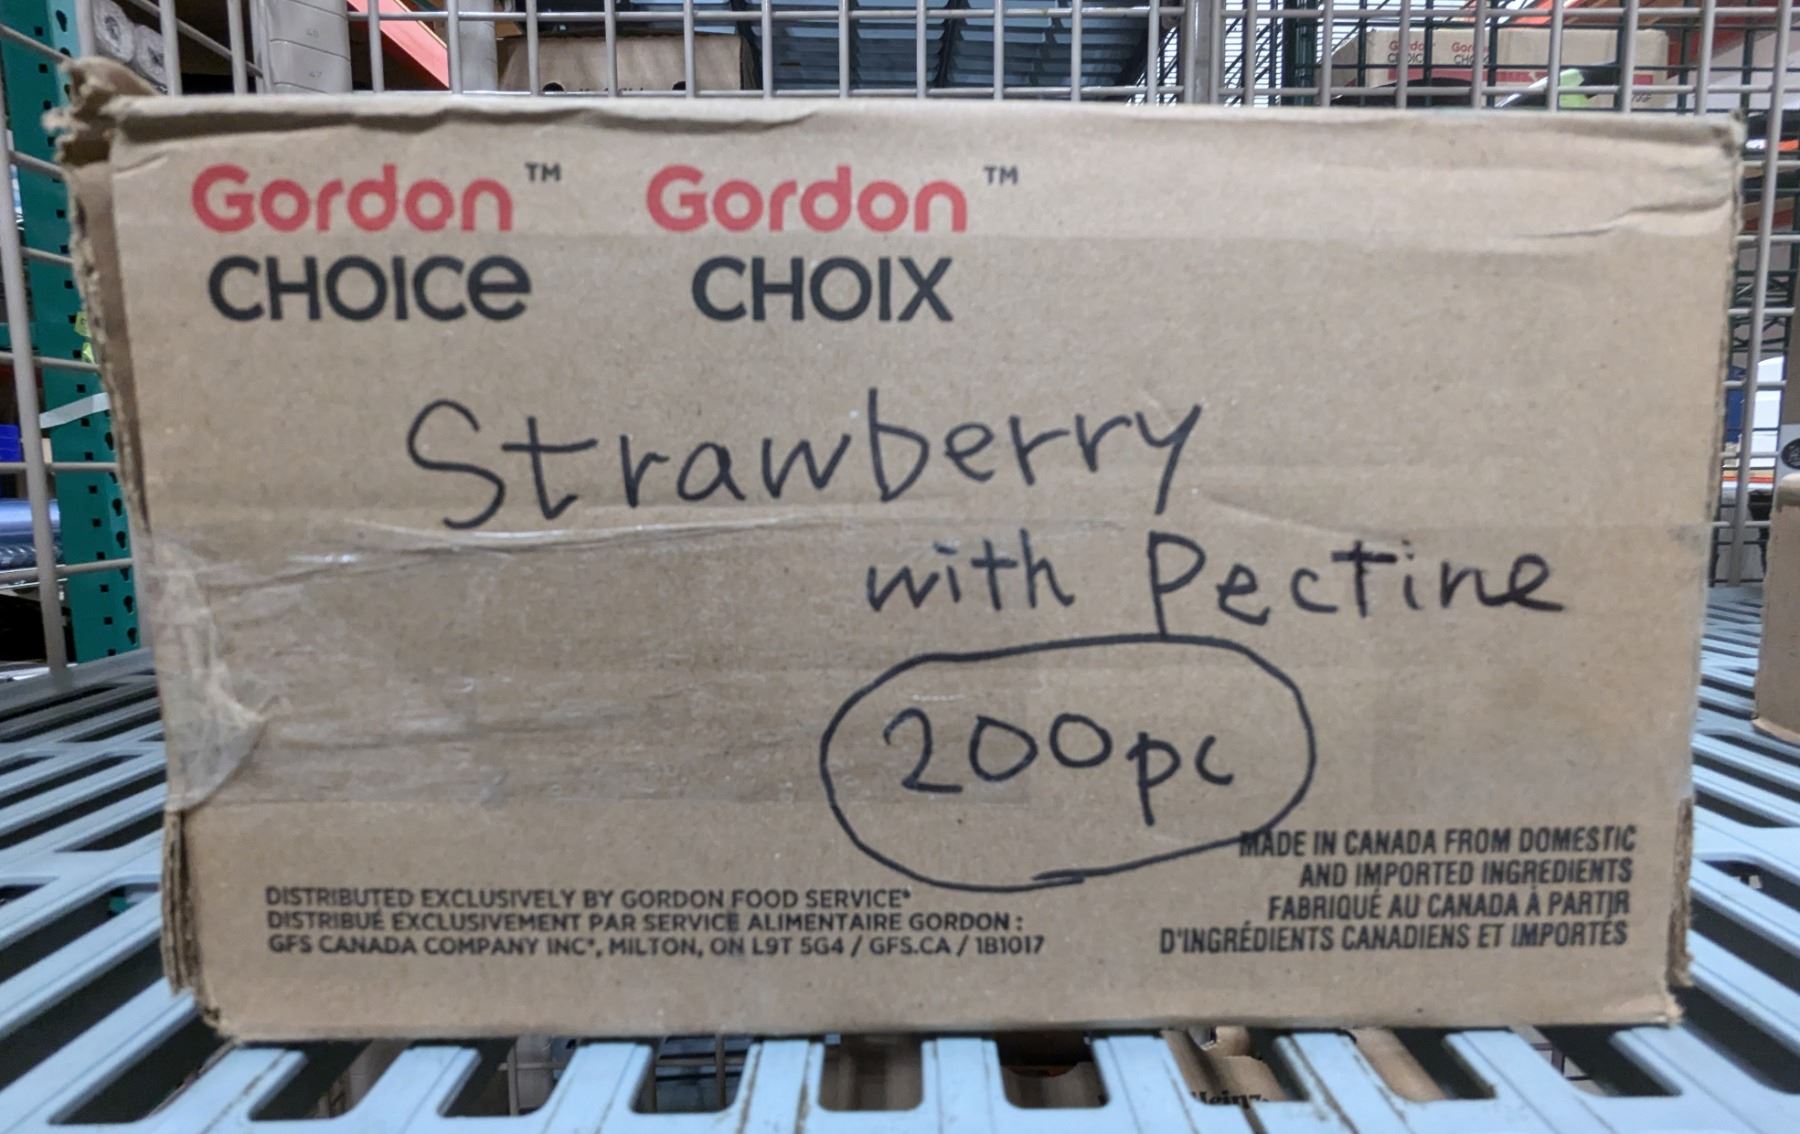 Gordon™ Gordon™
CHOICE CHOIX
Strawberry
with Pectine
200pc
MADE IN CANADA FROM DOMESTIC
AND IMPORTED INGREDIENTS
FABRIQUÉ AU CANADA À PARTIR
D'INGRÉDIENTS CANADIENS ET IMPORTÉS
DISTRIBUTED EXCLUSIVELY BY GORDON FOOD SERVICE®
DISTRIBUÉ EXCLUSIVEMENT PAR SERVICE ALIMENTAIRE GORDON :
GFS CANADA COMPANY INC®, MILTON, ON L9T 5G4 / GFS.CA / 1B1017
Heinz